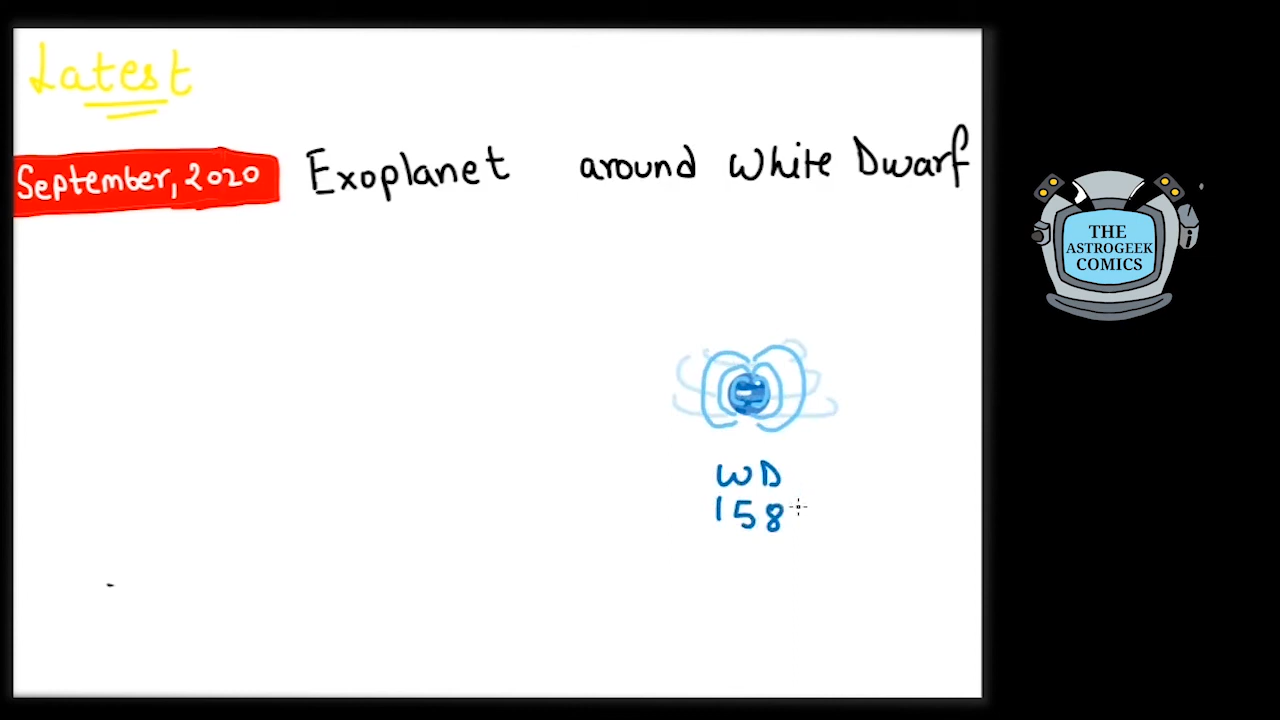 Latest
September, 2020 Exoplanet around White Dwarf
THE
ASTROGEEK
COMICS
WD
158